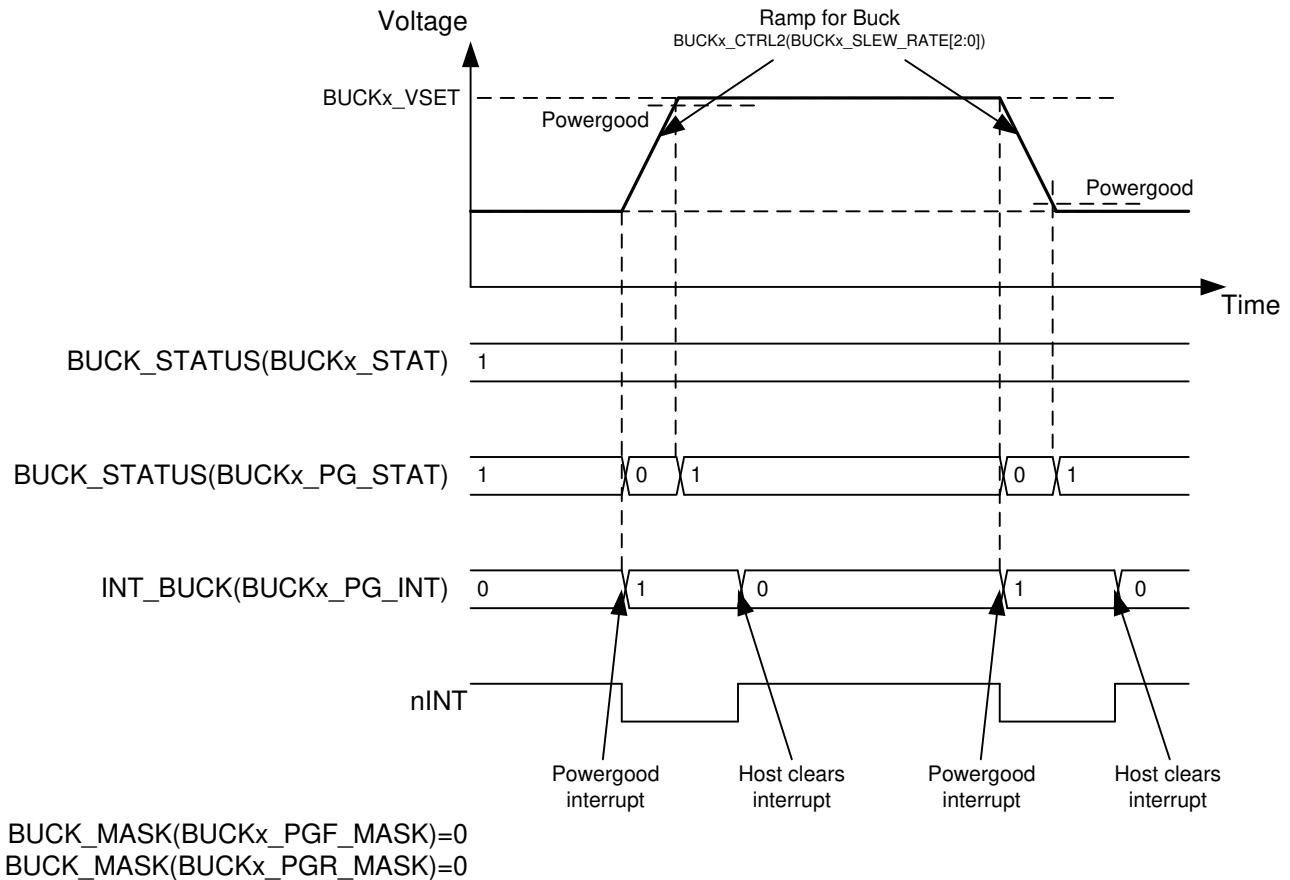 Voltage
Ramp for Buck
BUCKx_CTRL2(BUCKx_SLEW_RATE[2:0])
BUCKx_VSET
Powergood
Powergood
Time
BUCK_STATUS(BUCKx_STAT)
1
BUCK_STATUS(BUCKx_PG_STAT)
1
0
1
0
1
INT_BUCK(BUCKx_PG_INT)
0
1
0
1
0
nINT
Powergood
interrupt
Host clears
interrupt
Powergood
interrupt
Host clears
interrupt
BUCK_MASK(BUCKx_PGF_MASK)=0
BUCK_MASK(BUCKx_PGR_MASK)=0